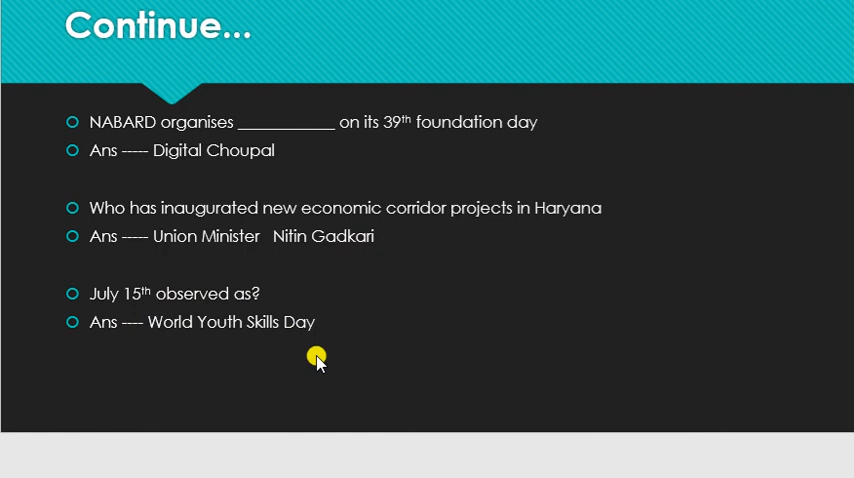 Continue...
NABARD organises ____________ on its 39th foundation day
Ans ----- Digital Choupal
Who has inaugurated new economic corridor projects in Haryana
Ans ----- Union Minister Nitin Gadkari
July 15th observed as?
Ans ---- World Youth Skills Day